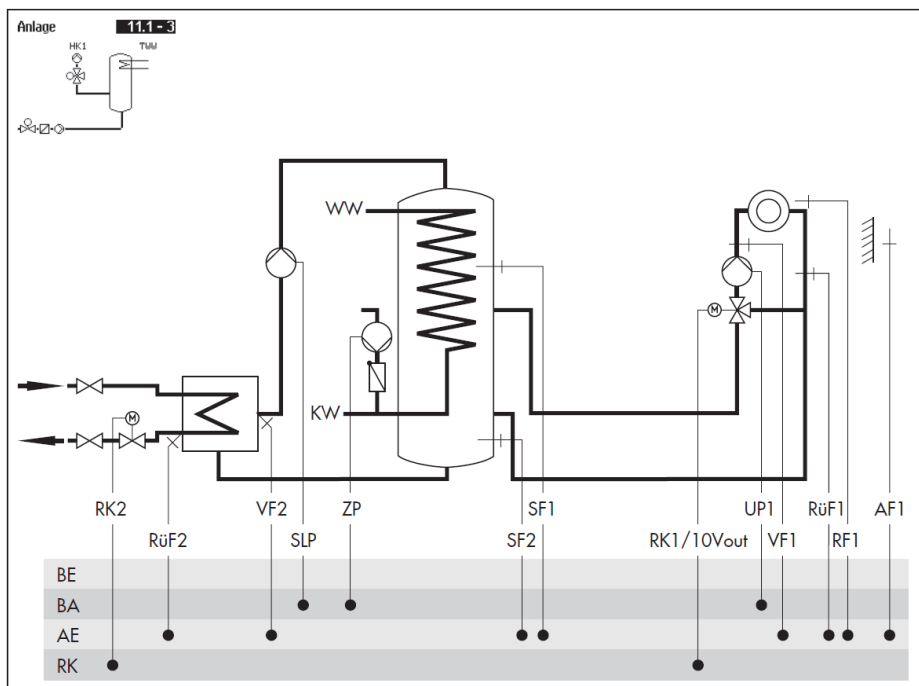 Anlage 11.1 - 3
HK1 TWW
WW
M
KW
M
RK2 VF2 ZP SF1 UP1 RüF1 AF1
RüF2 SLP SF2 RK1/10Vout VF1 RF1
BE
BA
AE
RK